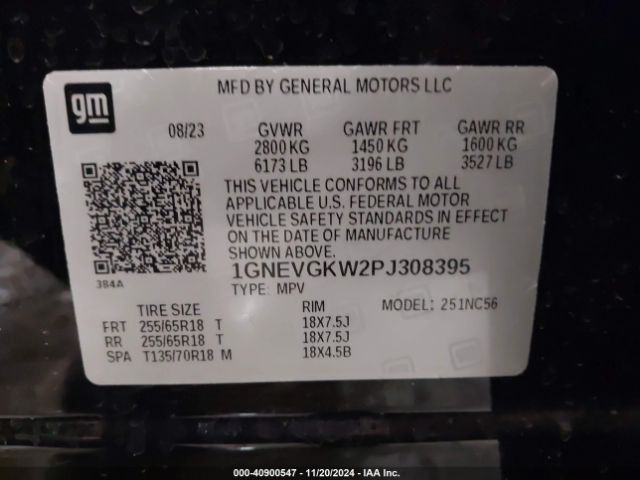 gm
MFD BY GENERAL MOTORS LLC
08/23 GVWR GAWR FRT GAWR RR
2800 KG 1450 KG 1600 KG
6173 LB 3196 LB 3527 LB
THIS VEHICLE CONFORMS TO ALL
APPLICABLE U.S. FEDERAL MOTOR
VEHICLE SAFETY STANDARDS IN EFFECT
ON THE DATE OF MANUFACTURE
SHOWN ABOVE.
384A
1GNEVGKW2PJ308395
TYPE: MPV
TIRE SIZE RIM MODEL: 251NC56
FRT 255/65R18 T 18X7.5J
RR 255/65R18 T 18X7.5J
SPA T135/70R18 M 18X4.5B
000-40900547 - 11/20/2024 - IAA Inc.